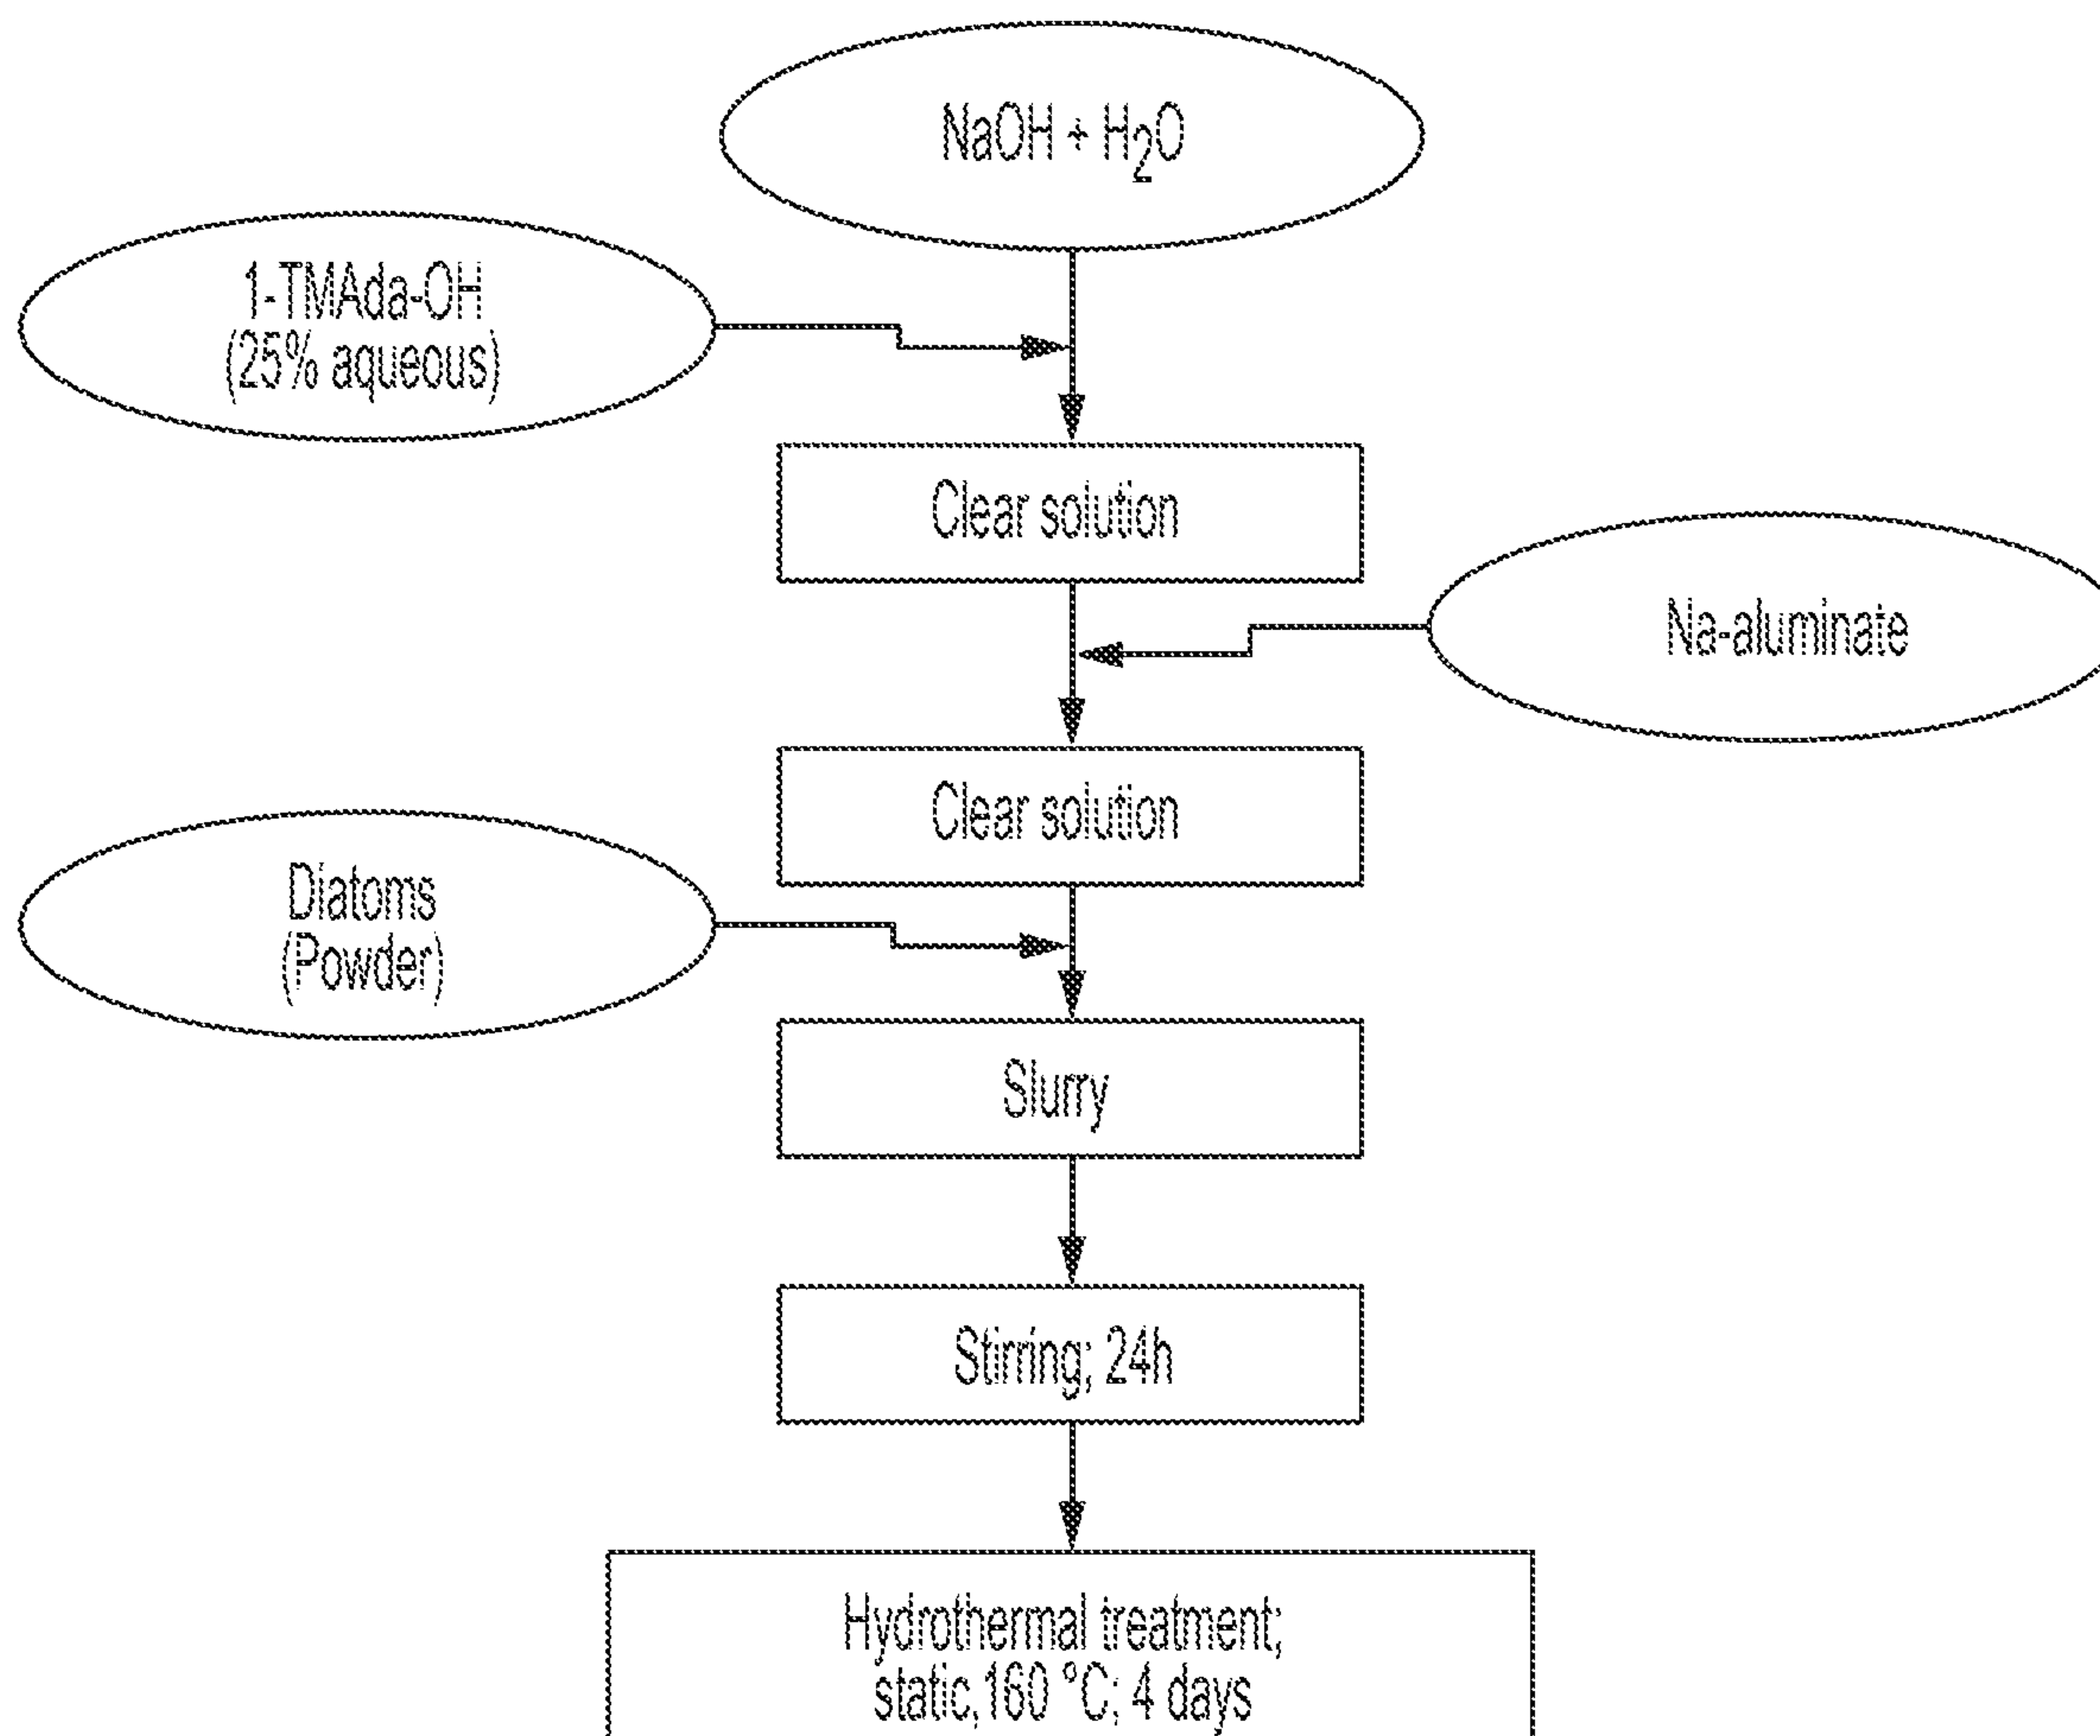 NaOH + H2O
1-TMAda-OH
(25% aqueous)
Clear solution
Na-aluminate
Clear solution
Diatoms
(Powder)
Slurry
Stirring; 24h
Hydrothermal treatment;
static, 160 °C; 4 days